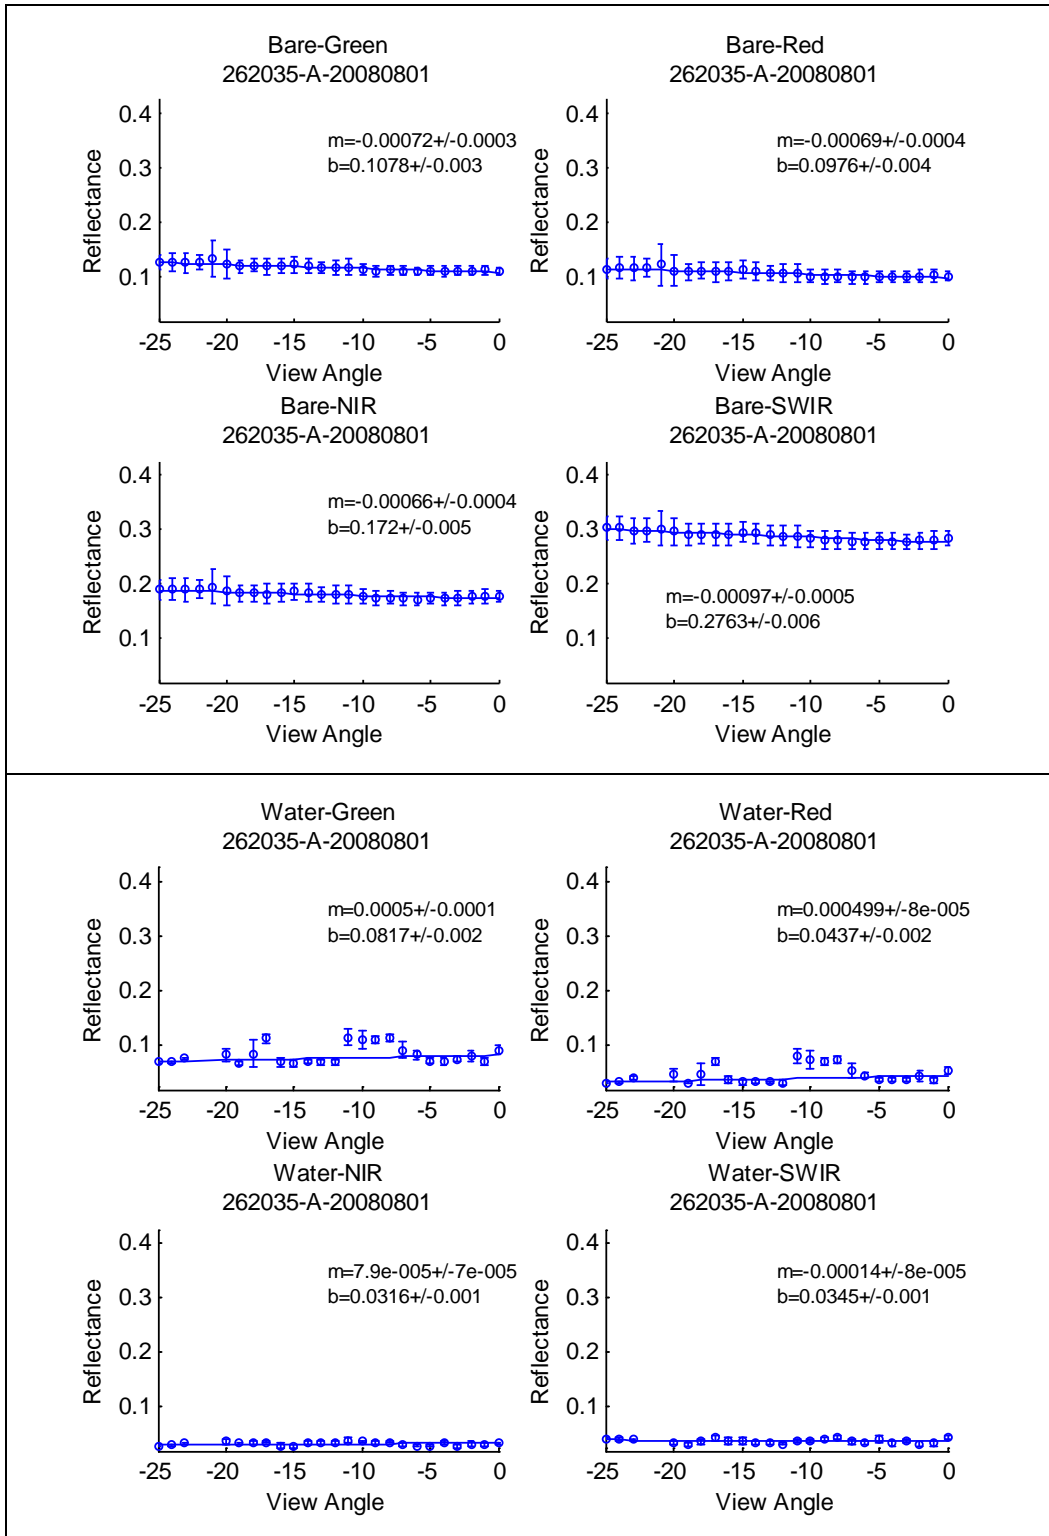 Bare-Green
262035-A-20080801
0.4
0.3
0.2
0.1
Reflectance
m=-0.00072+/-0.0003
b=0.1078+/-0.003
-25 -20 -15 -10 -5 0
View Angle
Bare-Red
262035-A-20080801
0.4
0.3
0.2
0.1
Reflectance
m=-0.00069+/-0.0004
b=0.0976+/-0.004
-25 -20 -15 -10 -5 0
View Angle
Bare-NIR
262035-A-20080801
0.4
0.3
0.2
0.1
Reflectance
m=-0.00066+/-0.0004
b=0.172+/-0.005
-25 -20 -15 -10 -5 0
View Angle
Bare-SWIR
262035-A-20080801
0.4
0.3
0.2
0.1
Reflectance
m=-0.00097+/-0.0005
b=0.2763+/-0.006
-25 -20 -15 -10 -5 0
View Angle
Water-Green
262035-A-20080801
0.4
0.3
0.2
0.1
Reflectance
m=0.0005+/-0.0001
b=0.0817+/-0.002
-25 -20 -15 -10 -5 0
View Angle
Water-Red
262035-A-20080801
0.4
0.3
0.2
0.1
Reflectance
m=0.000499+/-8e-005
b=0.0437+/-0.002
-25 -20 -15 -10 -5 0
View Angle
Water-NIR
262035-A-20080801
0.4
0.3
0.2
0.1
Reflectance
m=7.9e-005+/-7e-005
b=0.0316+/-0.001
-25 -20 -15 -10 -5 0
View Angle
Water-SWIR
262035-A-20080801
0.4
0.3
0.2
0.1
Reflectance
m=-0.00014+/-8e-005
b=0.0345+/-0.001
-25 -20 -15 -10 -5 0
View Angle